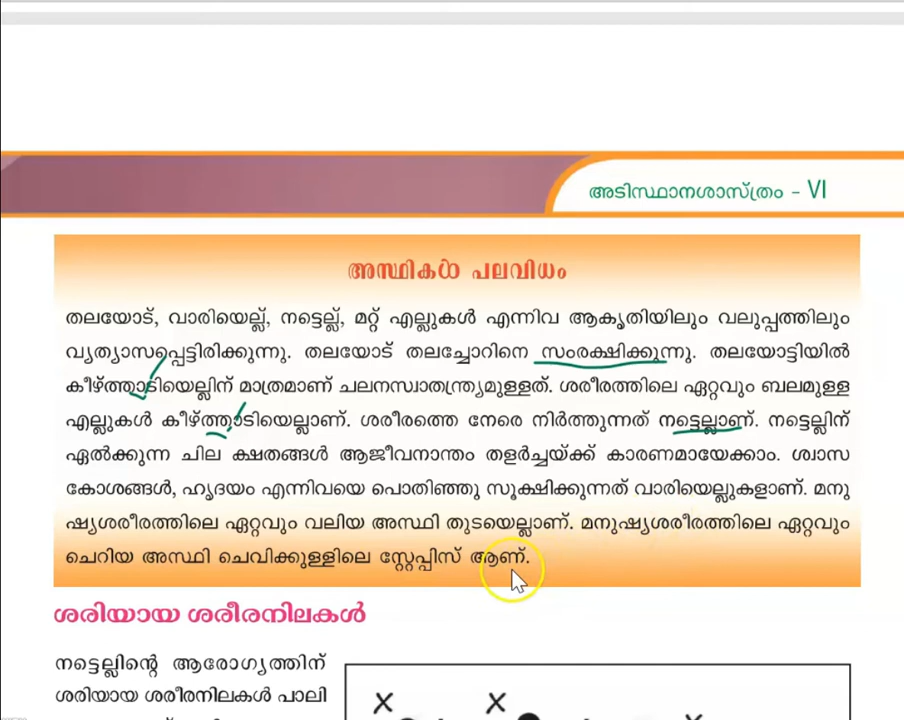 അടിസ്ഥാനശാസ്ത്രം - VI
അസ്ഥികൾ പലവിധം
തലയോട്, വാരിയെല്ല്, നട്ടെല്ല്, മറ്റ് എല്ലുകൾ എന്നിവ ആകൃതിയിലും വലുപ്പത്തിലും
വ്യത്യാസപ്പെട്ടിരിക്കുന്നു. തലയോട് തലച്ചോറിനെ സംരക്ഷിക്കുന്നു. തലയോട്ടിയിൽ
കീഴ്ത്താടിയെല്ലിന് മാത്രമാണ് ചലനസ്വാതന്ത്ര്യമുള്ളത്. ശരീരത്തിലെ ഏറ്റവും ബലമുള്ള
എല്ലുകൾ കീഴ്ത്താടിയെല്ലാണ്. ശരീരത്തെ നേരെ നിർത്തുന്നത് നട്ടെല്ലാണ്. നട്ടെല്ലിന്
ഏൽക്കുന്ന ചില ക്ഷതങ്ങൾ ആജീവനാന്തം തളർച്ചയ്ക്ക് കാരണമായേക്കാം. ശ്വാസ
കോശങ്ങൾ, ഹൃദയം എന്നിവയെ പൊതിഞ്ഞു സൂക്ഷിക്കുന്നത് വാരിയെല്ലുകളാണ്. മനു
ഷ്യശരീരത്തിലെ ഏറ്റവും വലിയ അസ്ഥി തുടയെല്ലാണ്. മനുഷ്യശരീരത്തിലെ ഏറ്റവും
ചെറിയ അസ്ഥി ചെവിക്കുള്ളിലെ സ്റ്റേപ്പിസ് ആണ്.
ശരിയായ ശരീരനിലകൾ
നട്ടെല്ലിന്റെ ആരോഗ്യത്തിന്
ശരിയായ ശരീരനിലകൾ പാലി